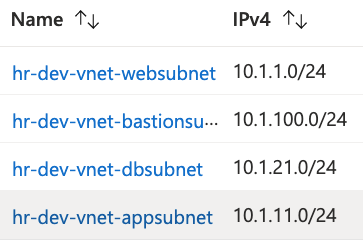 Name ↑↓ IPv4 ↑↓
hr-dev-vnet-websubnet 10.1.1.0/24
hr-dev-vnet-bastionsu... 10.1.100.0/24
hr-dev-vnet-dbsubnet 10.1.21.0/24
hr-dev-vnet-appsubnet 10.1.11.0/24